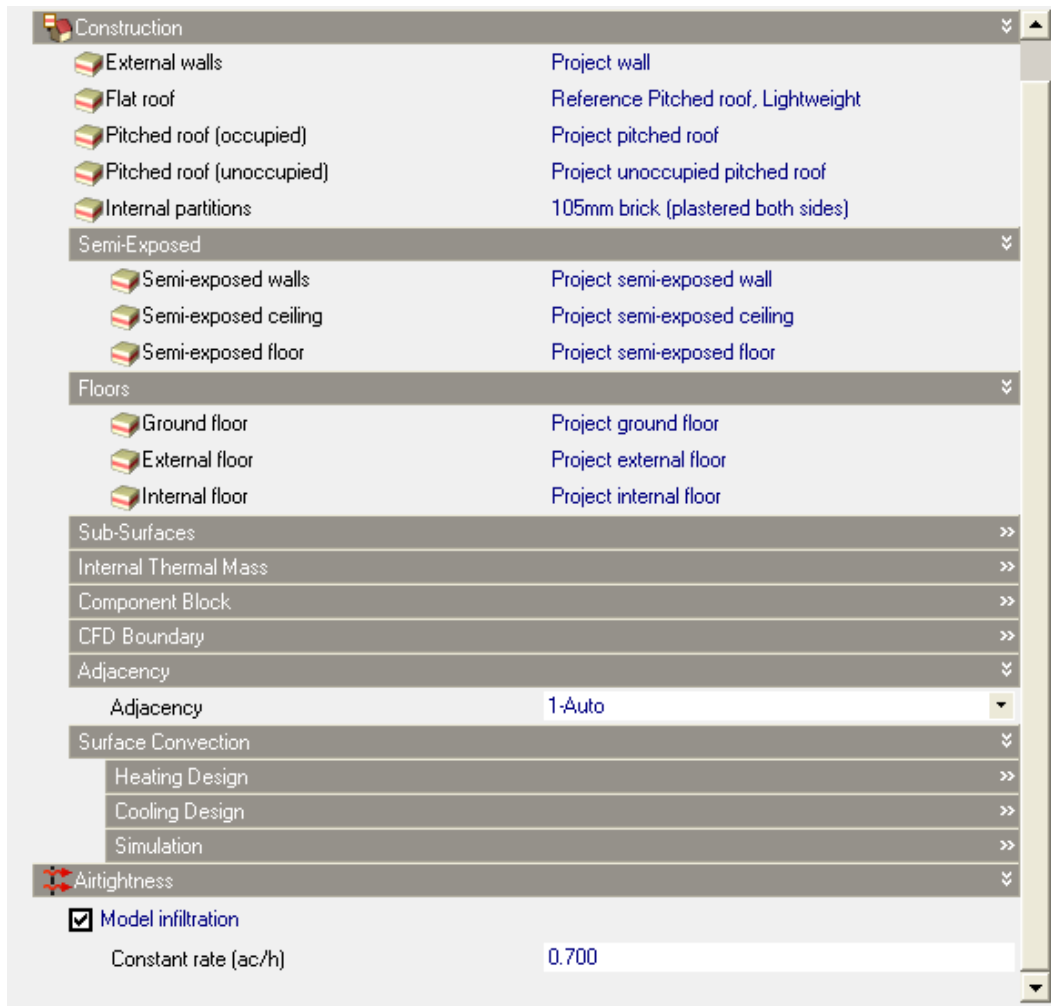 Construction
External walls Project wall
Flat roof Reference Pitched roof, Lightweight
Pitched roof (occupied) Project pitched roof
Pitched roof (unoccupied) Project unoccupied pitched roof
Internal partitions 105mm brick (plastered both sides)
Semi-Exposed
Semi-exposed walls Project semi-exposed wall
Semi-exposed ceiling Project semi-exposed ceiling
Semi-exposed floor Project semi-exposed floor
Floors
Ground floor Project ground floor
External floor Project external floor
Internal floor Project internal floor
Sub-Surfaces
Internal Thermal Mass
Component Block
CFD Boundary
Adjacency
Adjacency 1-Auto
Surface Convection
Heating Design
Cooling Design
Simulation
Airtightness
Model infiltration
Constant rate (ac/h) 0.700